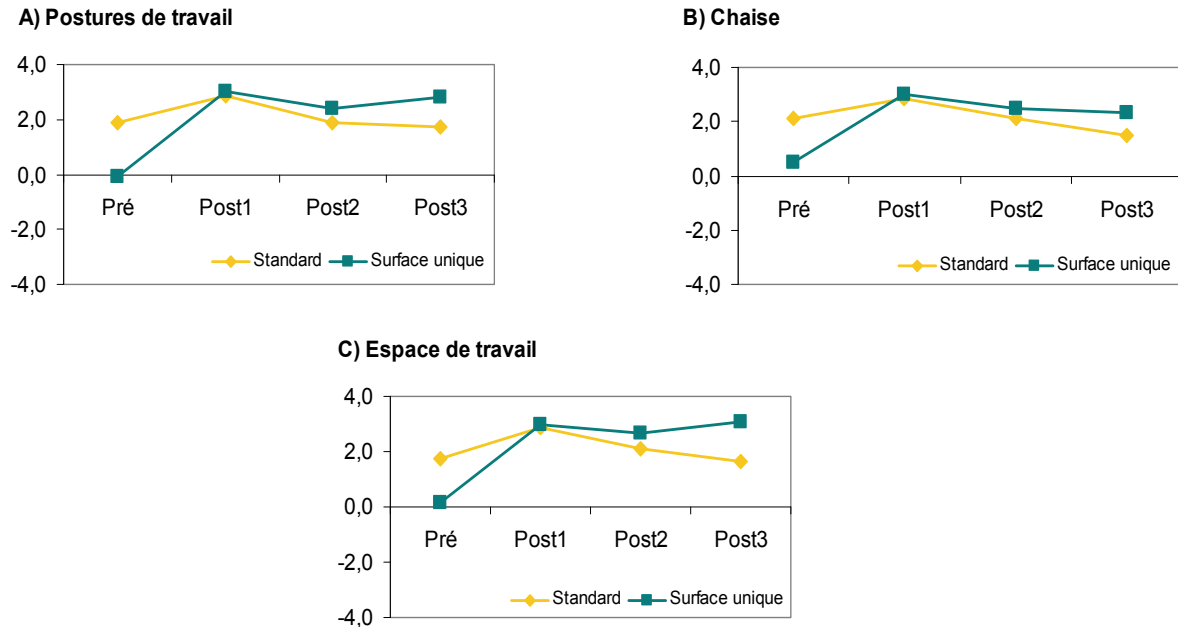 A) Postures de travail
4,0
2,0
0,0
-2,0
-4,0
Pré Post1 Post2 Post3
Standard Surface unique
B) Chaise
4,0
2,0
0,0
-2,0
-4,0
Pré Post1 Post2 Post3
Standard Surface unique
C) Espace de travail
4,0
2,0
0,0
-2,0
-4,0
Pré Post1 Post2 Post3
Standard Surface unique